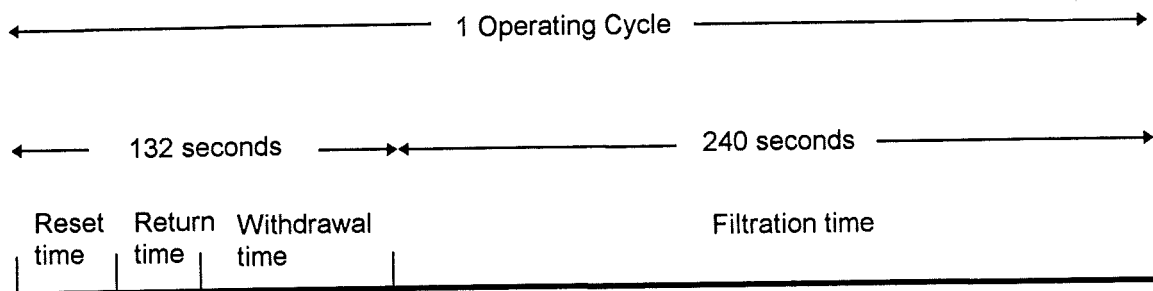 1 Operating Cycle
132 seconds
240 seconds
Reset time
Return time
Withdrawal time
Filtration time